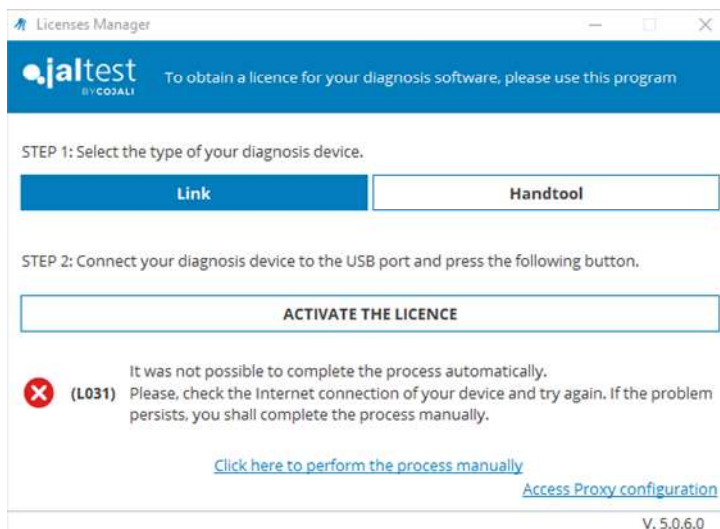 Licenses Manager
jaltest
BY COJALI
To obtain a licence for your diagnosis software, please use this program
STEP 1: Select the type of your diagnosis device.
Link
Handtool
STEP 2: Connect your diagnosis device to the USB port and press the following button.
ACTIVATE THE LICENCE
It was not possible to complete the process automatically.
(L031) Please, check the Internet connection of your device and try again. If the problem
persists, you shall complete the process manually.
Click here to perform the process manually
Access Proxy configuration
V. 5.0.6.0